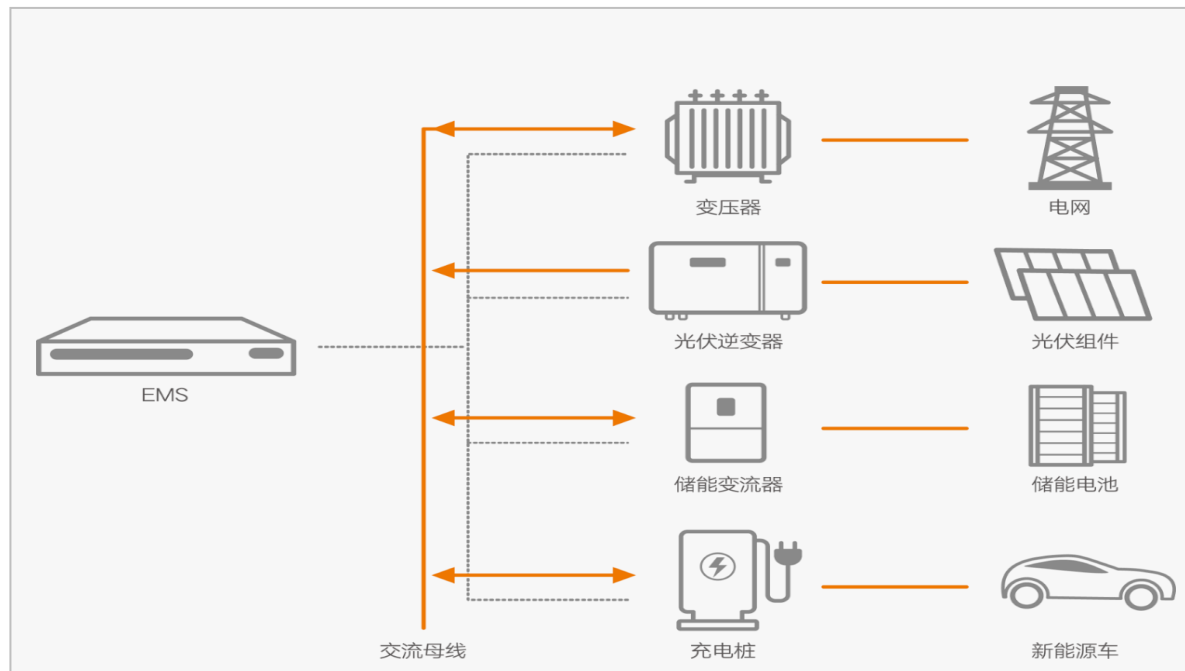 变压器
电网
光伏逆变器
光伏组件
EMS
储能变流器
储能电池
交流母线
充电桩
新能源车